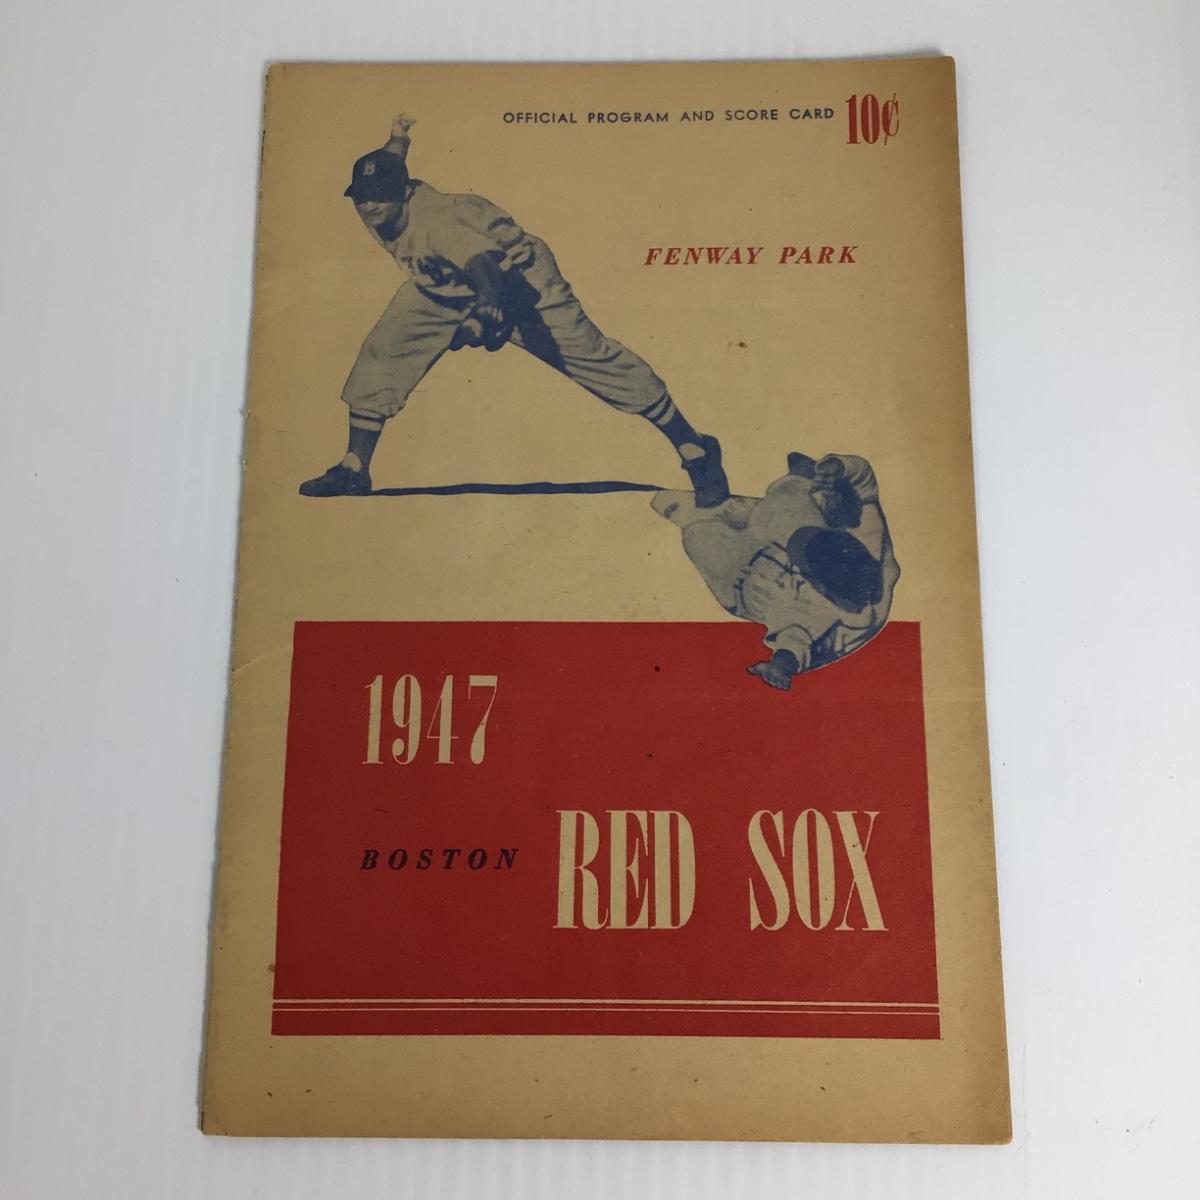 OFFICIAL PROGRAM AND SCORE CARD 10¢
FENWAY PARK
B
1947
BOSTON RED SOX